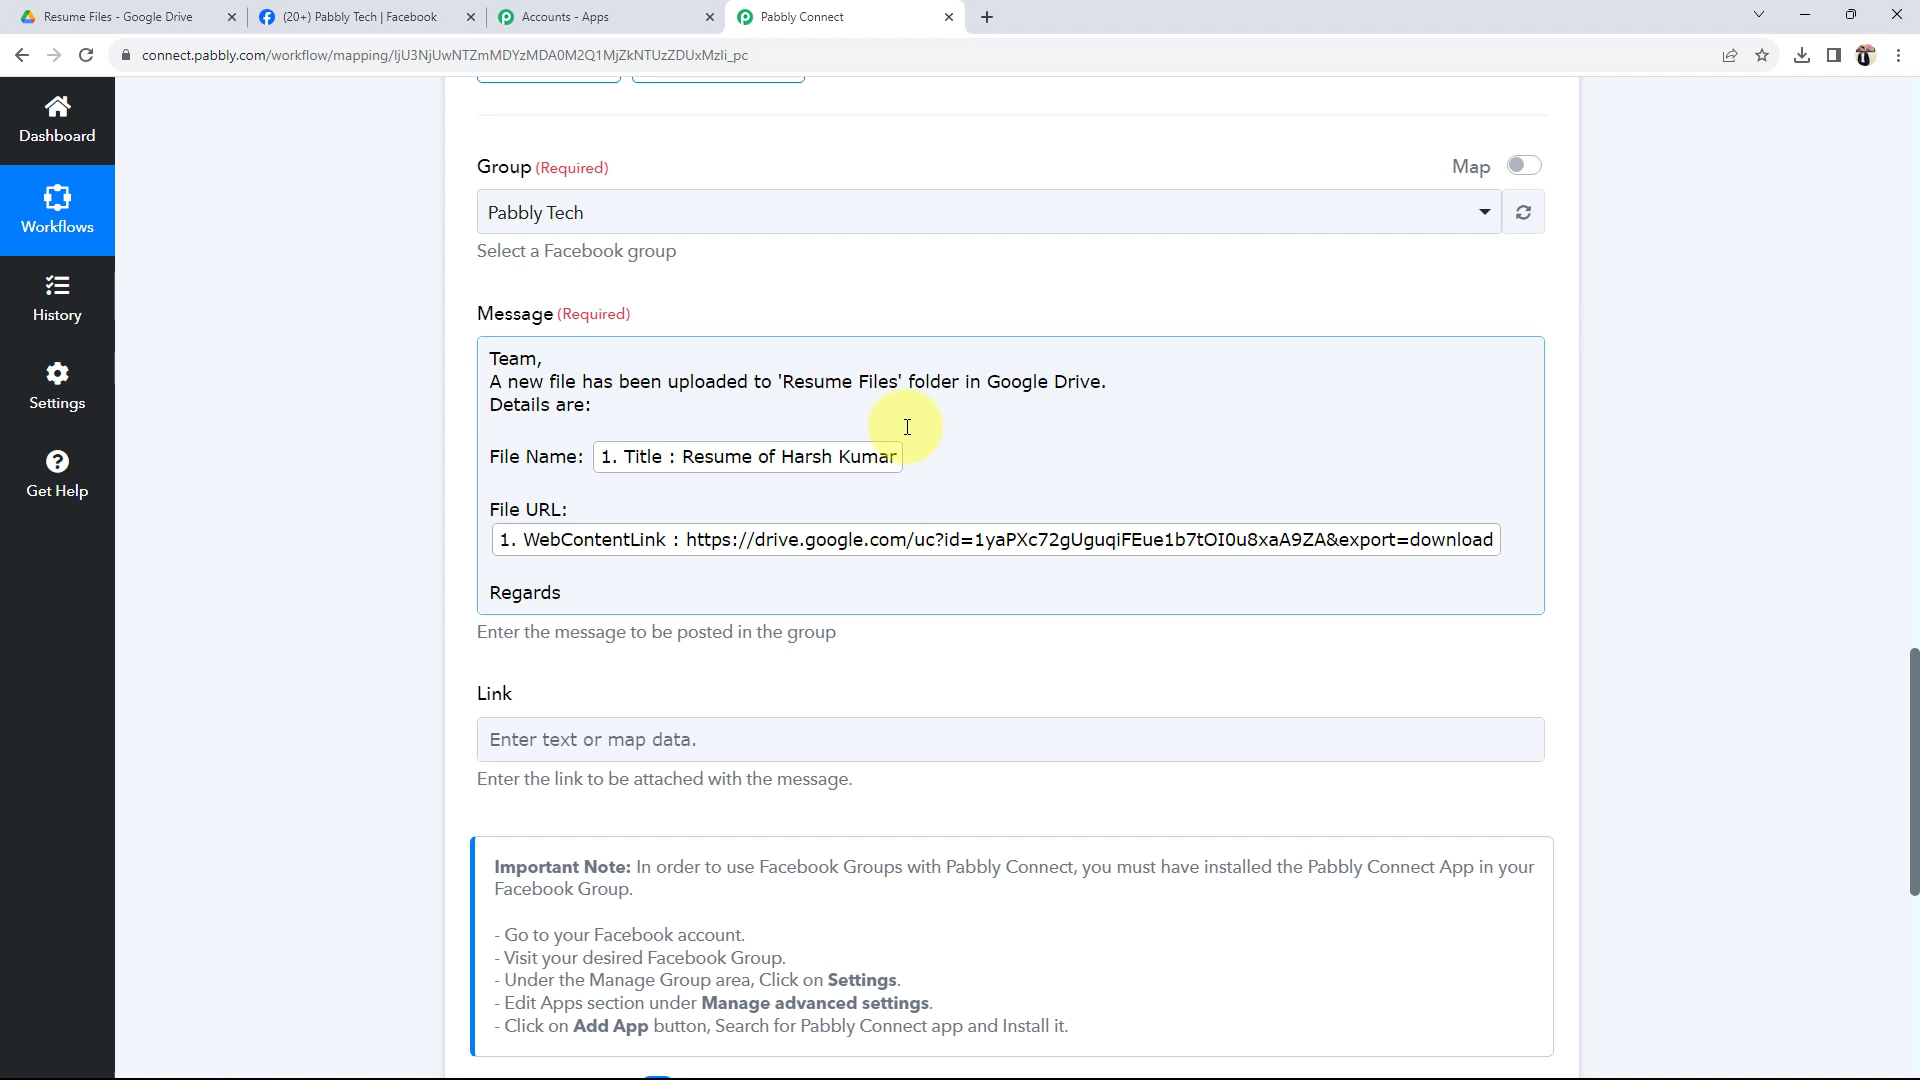 Resume Files - Google Drive
(20+) Pabbly Tech | Facebook
Accounts - Apps
Pabbly Connect
connect.pabbly.com/workflow/mapping/IjU3NjUwNTZmMDYzMDA0M2Q1MjZkNTUzZDUxMzIi_pc
Dashboard
Workflows
History
Settings
Get Help
Group (Required)
Map
Pabbly Tech
Select a Facebook group
Message (Required)
Team,
A new file has been uploaded to 'Resume Files' folder in Google Drive.
Details are:
File Name: 1. Title : Resume of Harsh Kumar
File URL:
1. WebContentLink : https://drive.google.com/uc?id=1yaPXc72gUguqiFEue1b7tOI0u8xaA9ZA&export=download
Regards
Enter the message to be posted in the group
Link
Enter text or map data.
Enter the link to be attached with the message.
Important Note: In order to use Facebook Groups with Pabbly Connect, you must have installed the Pabbly Connect App in your
Facebook Group.
- Go to your Facebook account.
- Visit your desired Facebook Group.
- Under the Manage Group area, Click on Settings.
- Edit Apps section under Manage advanced settings.
- Click on Add App button, Search for Pabbly Connect app and Install it.